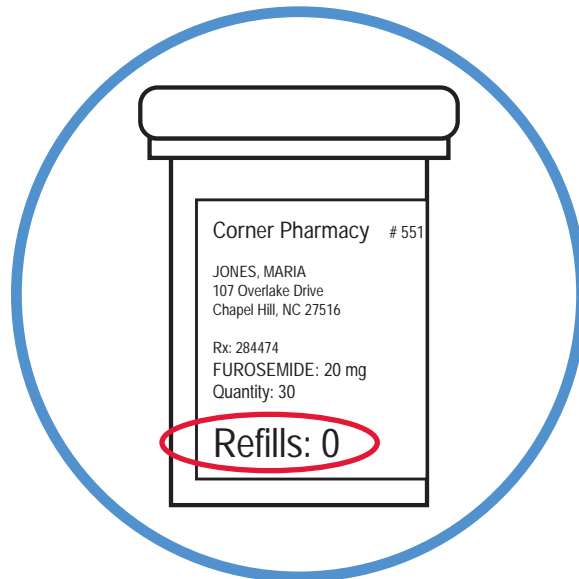 Corner Pharmacy # 551
JONES, MARIA
107 Overlake Drive
Chapel Hill, NC 27516
Rx: 284474
FUROSEMIDE: 20 mg
Quantity: 30
Refills: 0